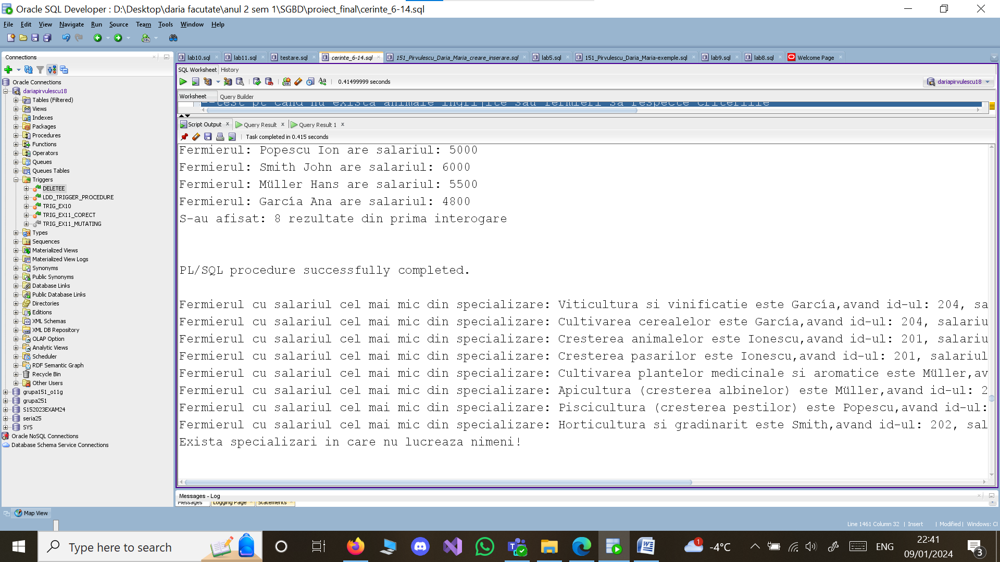 Oracle SQL Developer : D:\Desktop\daria facutate\anul 2 sem 1\SGBD\proiect_final\cerinte_6-14.sql
File Edit View Navigate Run Source Team Tools Window Help
Connections
Oracle Connections
dariapirvulescu18
Tables (Filtered)
Views
Indexes
Packages
Procedures
Functions
Operators
Queues
Queues Tables
Triggers
DELETEE
LDD_TRIGGER_PROCEDURE
TRIG_EX10
TRIG_EX11_CORECT
TRIG_EX11_MUTATING
Types
Sequences
Materialized Views
Materialized View Logs
Synonyms
Public Synonyms
Database Links
Public Database Links
Directories
Editions
XML Schemas
XML DB Repository
OLAP Option
Analytic Views
Scheduler
RDF Semantic Graph
Recycle Bin
Other Users
grupa151_o11g
grupa251
S152023EXAM24
seria25
SYS
Oracle NoSQL Connections
Database Schema Service Connections
lab10.sql lab11.sql testare.sql cerinte_6-14.sql 151_Pirvulescu_Daria_Maria_creare_inserare.sql lab5.sql 151_Pirvulescu_Daria_Maria-exemple.sql lab9.sql lab8.sql Welcome Page
SQL Worksheet History
0.41499999 seconds
dariapirvulescu18
Worksheet Query Builder
--test pt cand nu exista animale ingrijite sau fermieri sa respecte criteriile
Script Output Query Result Query Result 1
Task completed in 0.415 seconds
Fermierul: Popescu Ion are salariul: 5000
Fermierul: Smith John are salariul: 6000
Fermierul: Müller Hans are salariul: 5500
Fermierul: García Ana are salariul: 4800
S-au afisat: 8 rezultate din prima interogare
PL/SQL procedure successfully completed.
Fermierul cu salariul cel mai mic din specializare: Viticultura si vinificatie este García,avand id-ul: 204, sa
Fermierul cu salariul cel mai mic din specializare: Cultivarea cerealelor este García,avand id-ul: 204, salariu
Fermierul cu salariul cel mai mic din specializare: Cresterea animalelor este Ionescu,avand id-ul: 201, salariu
Fermierul cu salariul cel mai mic din specializare: Cresterea pasarilor este Ionescu,avand id-ul: 201, salariul
Fermierul cu salariul cel mai mic din specializare: Cultivarea plantelor medicinale si aromatice este Müller,av
Fermierul cu salariul cel mai mic din specializare: Apicultura (cresterea albinelor) este Müller,avand id-ul: 2
Fermierul cu salariul cel mai mic din specializare: Piscicultura (cresterea pestilor) este Popescu,avand id-ul:
Fermierul cu salariul cel mai mic din specializare: Horticultura si gradinarit este Smith,avand id-ul: 202, sal
Exista specializari in care nu lucreaza nimeni!
Messages - Log
Messages Logging Page Statements
Map View
Line 1461 Column 32 | Insert | Modified | Windows: Cl
Type here to search
1 -4°C ENG 22:41
09/01/2024 3